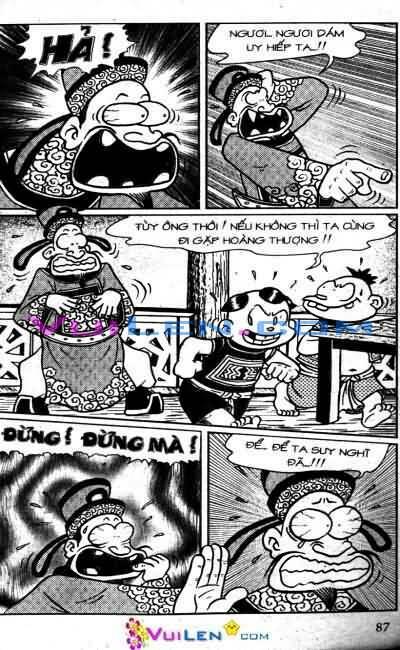 HẢ!
NGƯƠI.. NGƯƠI DÁM
UY HIẾP TA..!!
TÙY ÔNG THÔI! NẾU KHÔNG THÌ TA CÙNG
ĐI GẶP HOÀNG THƯỢNG!!
VuiLen.com
ĐỪNG! ĐỪNG MÀ!
ĐỂ... ĐỂ TA SUY NGHĨ
ĐÃ...!!!
87
VuiLen.com